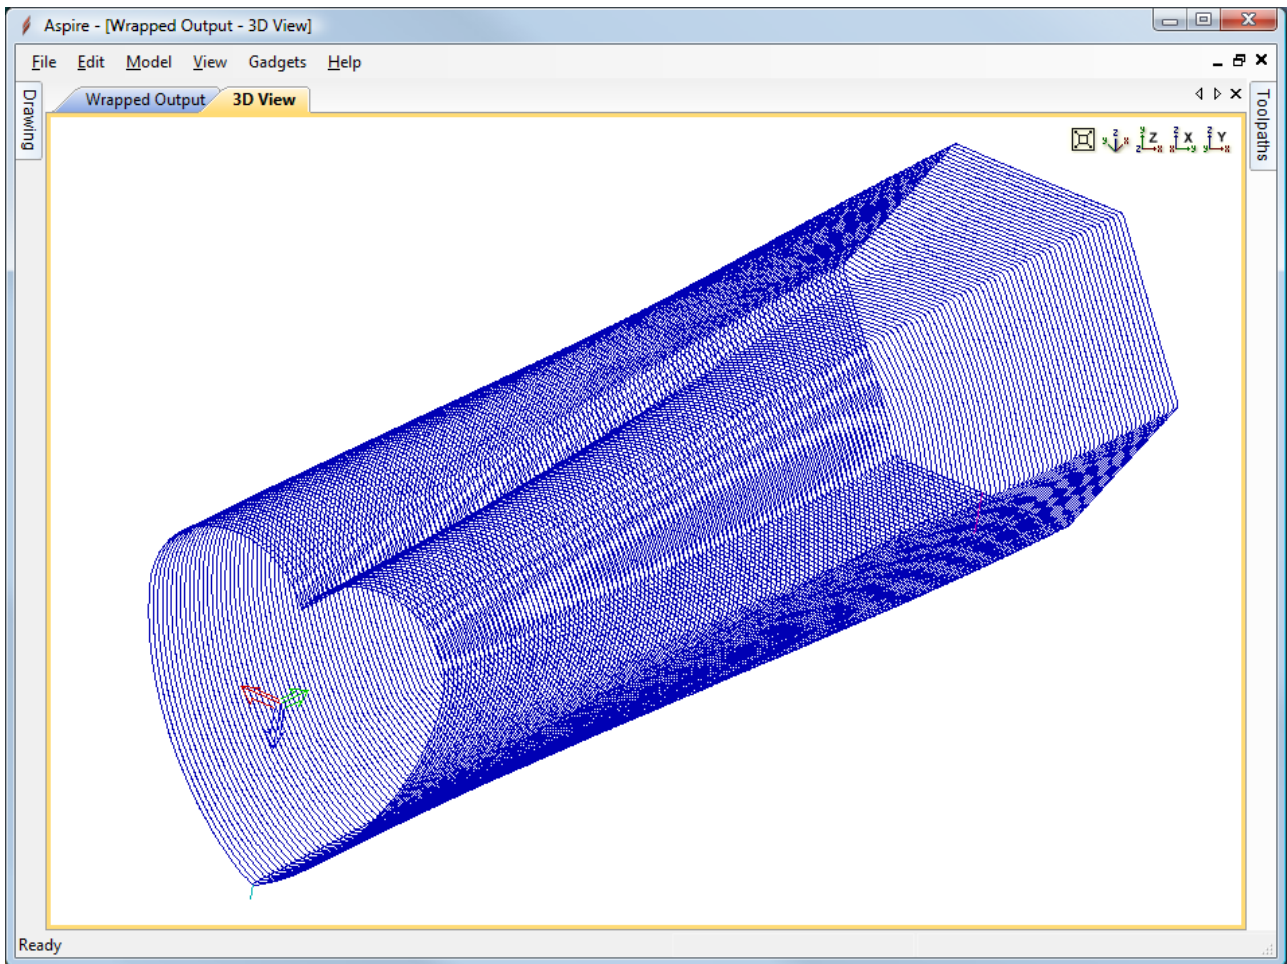 Aspire - [Wrapped Output - 3D View]
File Edit Model View Gadgets Help
Drawing
Wrapped Output 3D View
Toolpaths
y z x y z Z x z x X y z y Y x
Ready